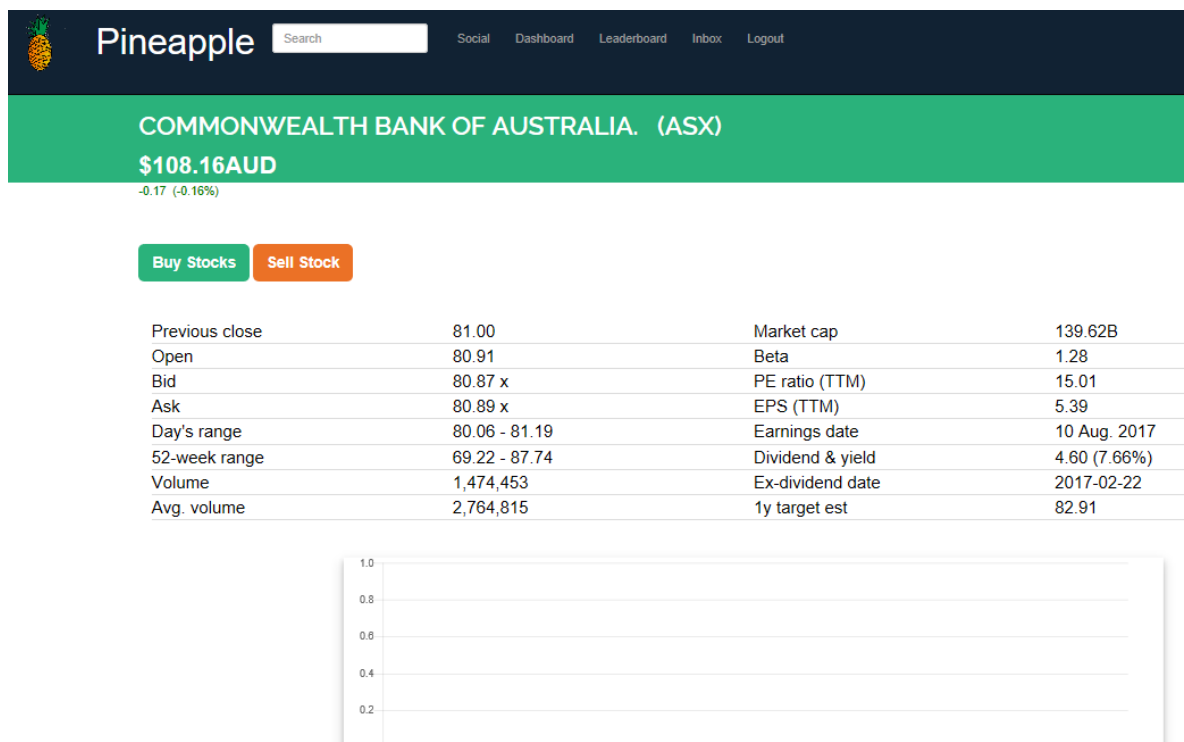 Pineapple Search Social Dashboard Leaderboard Inbox Logout
COMMONWEALTH BANK OF AUSTRALIA. (ASX)
$108.16AUD
-0.17 (-0.16%)
Buy Stocks Sell Stock
Previous close 81.00 Market cap 139.62B
Open 80.91 Beta 1.28
Bid 80.87 x PE ratio (TTM) 15.01
Ask 80.89 x EPS (TTM) 5.39
Day's range 80.06 - 81.19 Earnings date 10 Aug. 2017
52-week range 69.22 - 87.74 Dividend & yield 4.60 (7.66%)
Volume 1,474,453 Ex-dividend date 2017-02-22
Avg. volume 2,764,815 1y target est 82.91
1.0
0.8
0.6
0.4
0.2